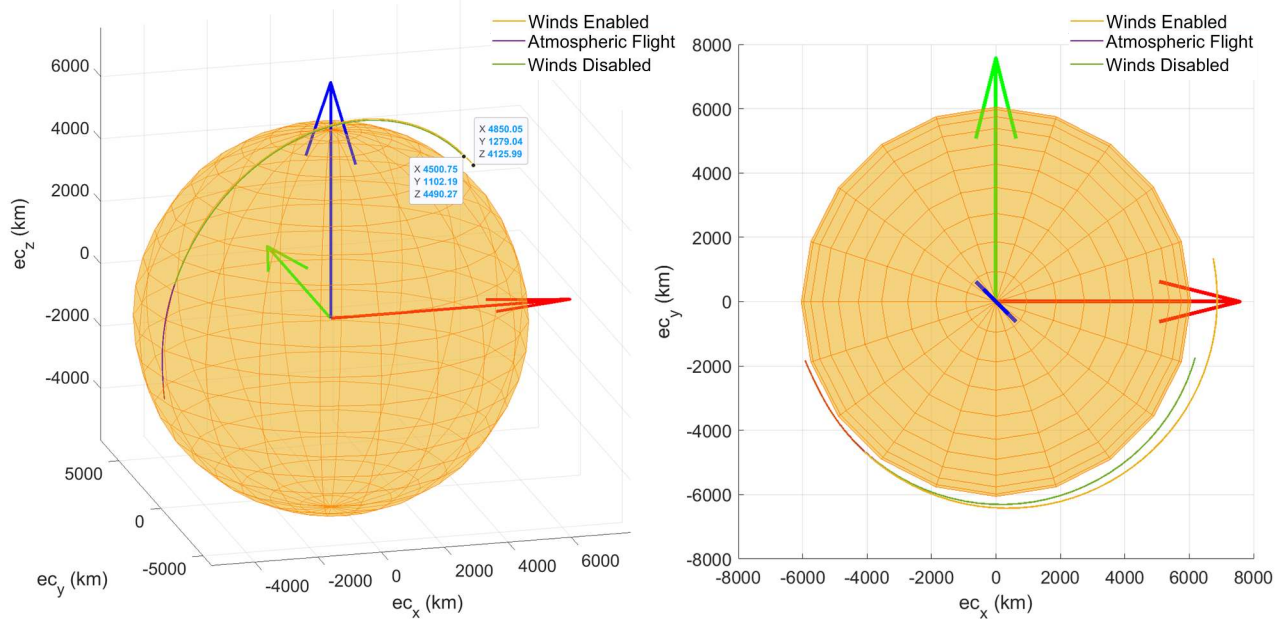 Winds Enabled
Atmospheric Flight
Winds Disabled
6000
4000
2000
0
-2000
-4000
ec_z (km)
X 4850.05
Y 1279.04
Z 4125.99
X 4500.75
Y 1102.19
Z 4490.27
5000
0
-5000
ec_y (km)
-4000
-2000
0
2000
4000
6000
ec_x (km)
Winds Enabled
Atmospheric Flight
Winds Disabled
8000
6000
4000
2000
0
-2000
-4000
-6000
-8000
ec_y (km)
-8000 -6000 -4000 -2000 0 2000 4000 6000 8000
ec_x (km)